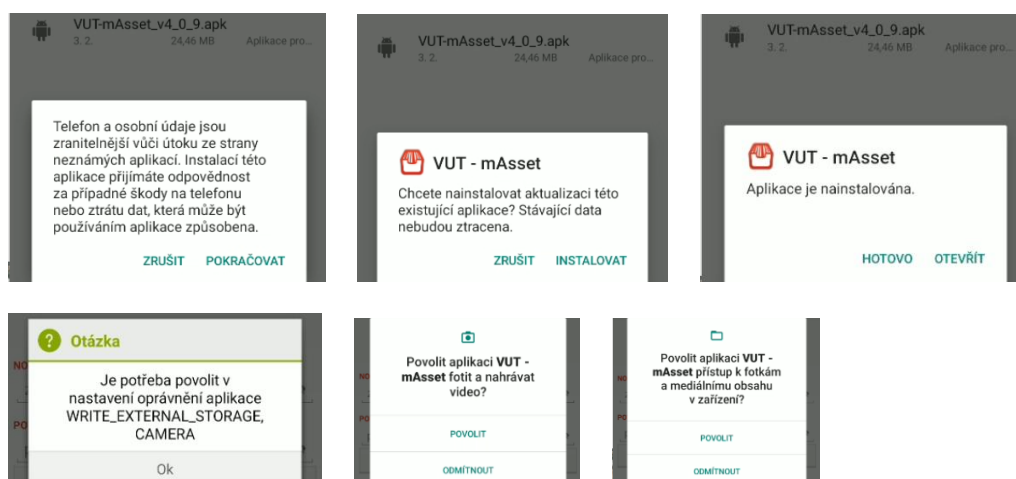 VUT-mAsset_v4_0_9.apk
3. 2. 24,46 MB Aplikace pro...
Telefon a osobní údaje jsou
zranitelnější vůči útoku ze strany
neznámých aplikací. Instalací této
aplikace přijímáte odpovědnost
za případné škody na telefonu
nebo ztrátu dat, která může být
používáním aplikace způsobena.
ZRUŠIT POKRAČOVAT
VUT-mAsset_v4_0_9.apk
3. 2. 24,46 MB Aplikace pro...
VUT - mAsset
Chcete nainstalovat aktualizaci této
existující aplikace? Stávající data
nebudou ztracena.
ZRUŠIT INSTALOVAT
VUT-mAsset_v4_0_9.apk
3. 2. 24,46 MB Aplikace pro...
VUT - mAsset
Aplikace je nainstalována.
HOTOVO OTEVŘÍT
? Otázka
Je potřeba povolit v
nastavení oprávnění aplikace
WRITE_EXTERNAL_STORAGE,
CAMERA
Ok
Povolit aplikaci VUT -
mAsset fotit a nahrávat
video?
POVOLIT
ODMÍTNOUT
Povolit aplikaci VUT -
mAsset přístup k fotkám
a mediálnímu obsahu
v zařízení?
POVOLIT
ODMÍTNOUT